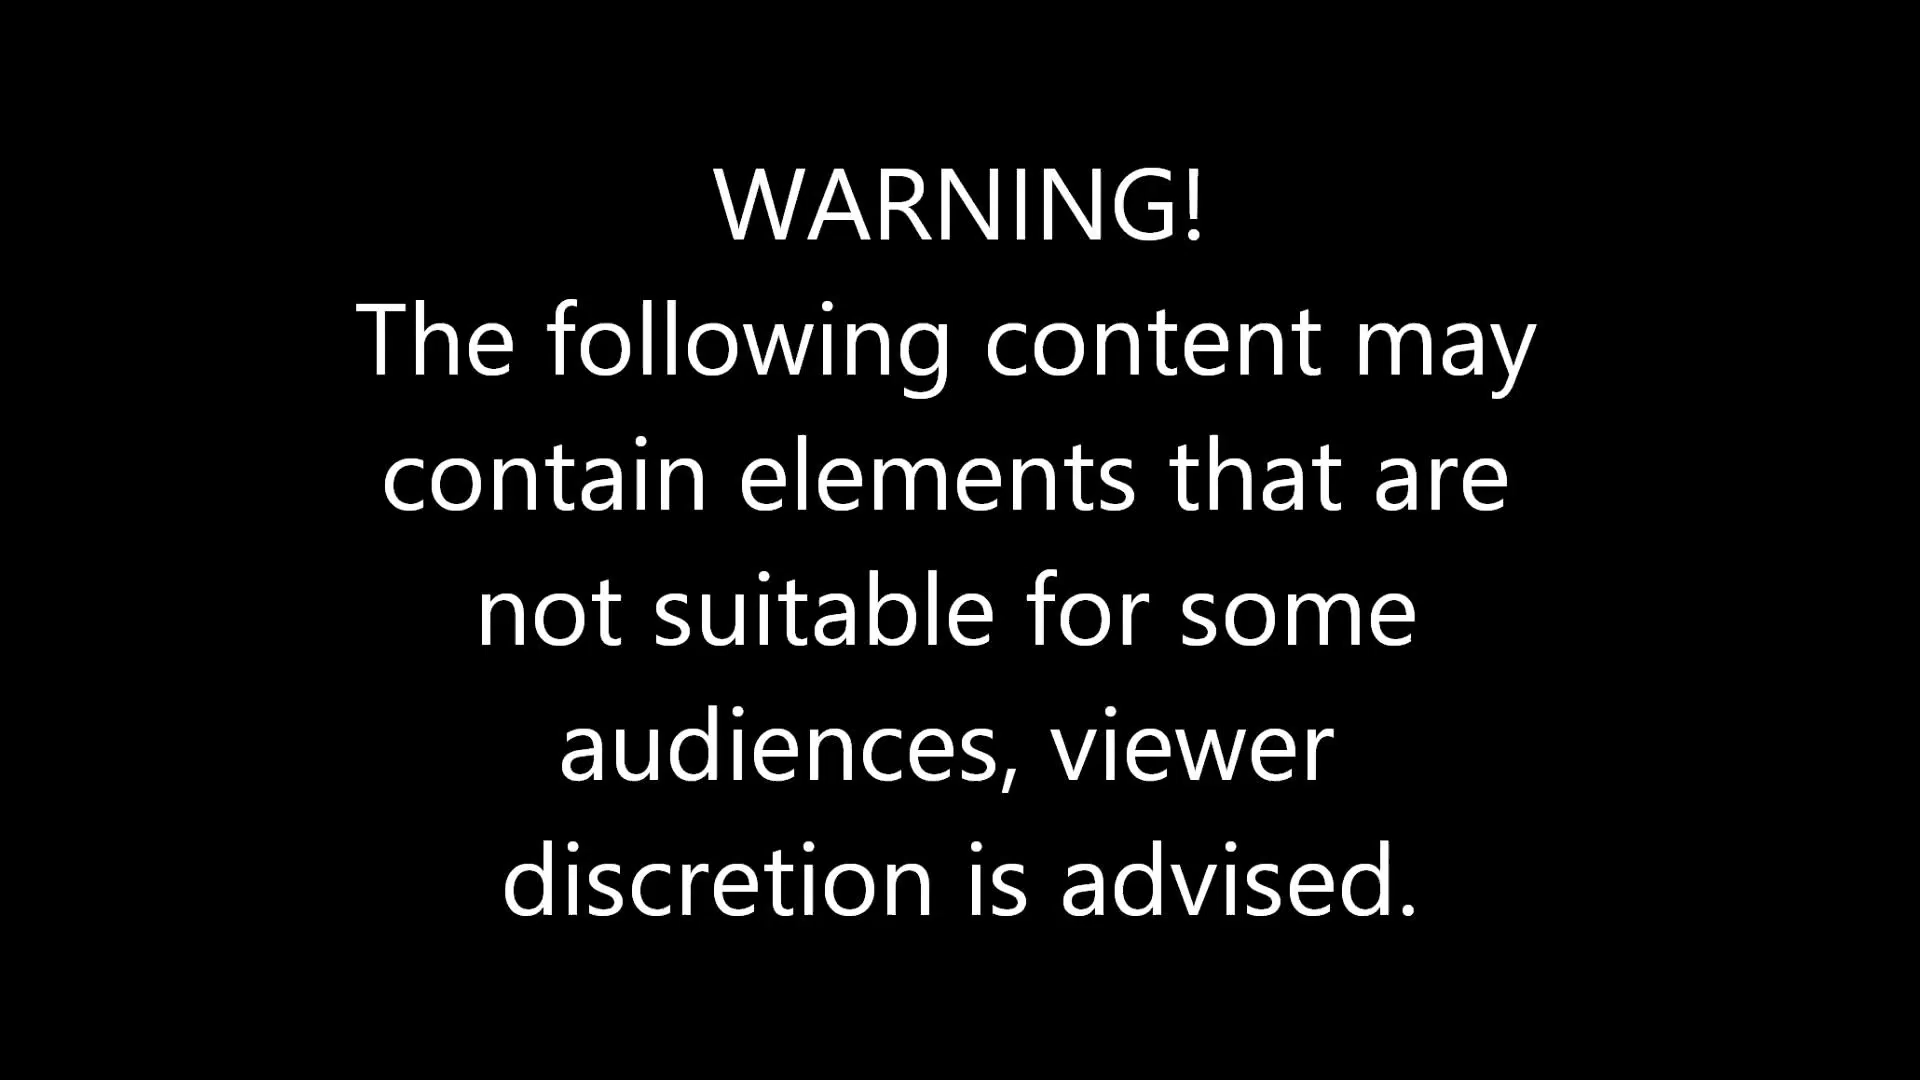 WARNING!
The following content may
contain elements that are
not suitable for some
audiences, viewer
discretion is advised.